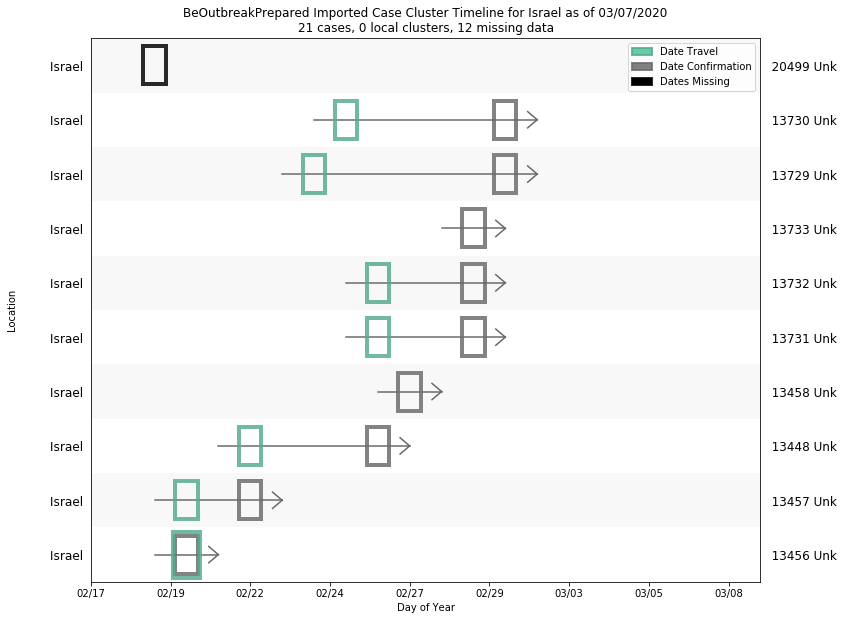 BeOutbreakPrepared Imported Case Cluster Timeline for Israel as of 03/07/2020
21 cases, 0 local clusters, 12 missing data
Date Travel
Date Confirmation
Dates Missing
Israel 20499 Unk
Israel 13730 Unk
Israel 13729 Unk
Israel 13733 Unk
Israel 13732 Unk
Israel 13731 Unk
Israel 13458 Unk
Israel 13448 Unk
Israel 13457 Unk
Israel 13456 Unk
Location
02/17 02/19 02/22 02/24 02/27 02/29 03/03 03/05 03/08
Day of Year